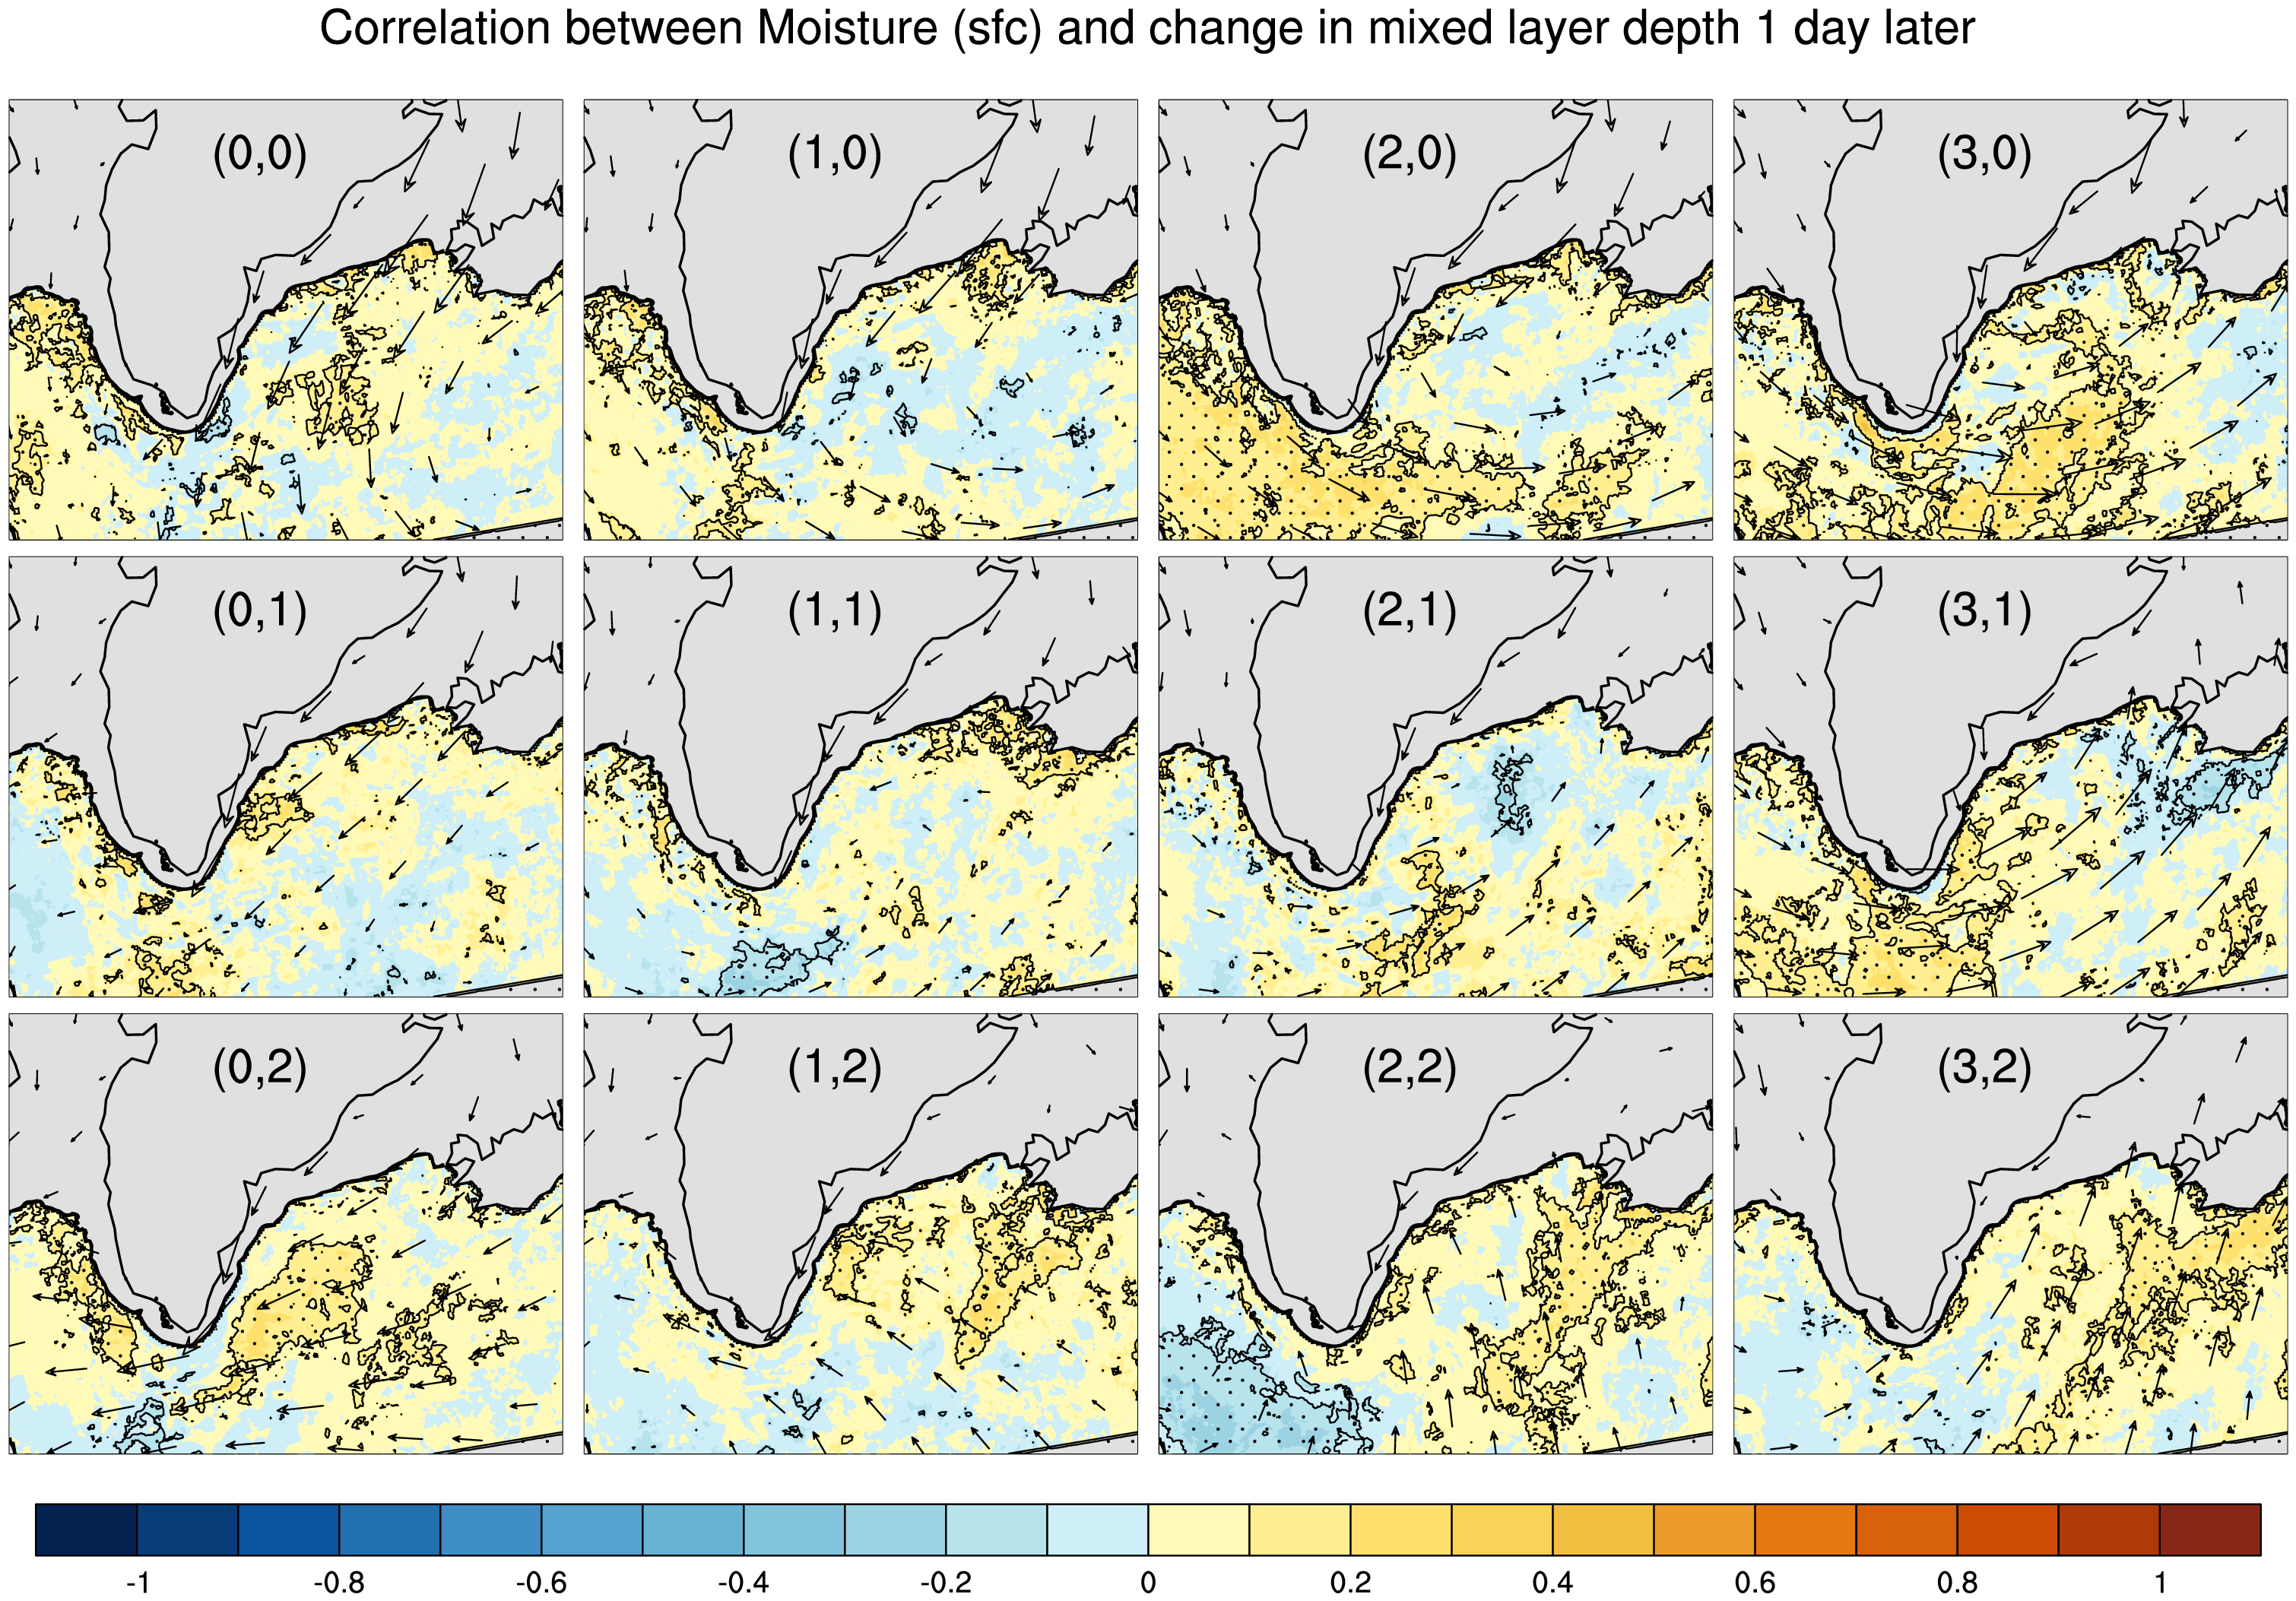 Correlation between Moisture (sfc) and change in mixed layer depth 1 day later
(0,0) (1,0) (2,0) (3,0)
(0,1) (1,1) (2,1) (3,1)
(0,2) (1,2) (2,2) (3,2)
-1 -0.8 -0.6 -0.4 -0.2 0 0.2 0.4 0.6 0.8 1